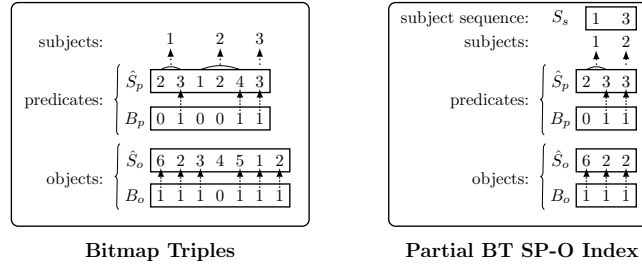 subjects: 1 2 3
predicates:
Ŝp 2 3 1 2 4 3
Bp 0 1 0 0 1 1
objects:
Ŝo 6 2 3 4 5 1 2
Bo 1 1 1 0 1 1 1
Bitmap Triples
subject sequence: Ss 1 3
subjects: 1 2
predicates:
Ŝp 2 3 3
Bp 0 1 1
objects:
Ŝo 6 2 2
Bo 1 1 1
Partial BT SP-O Index